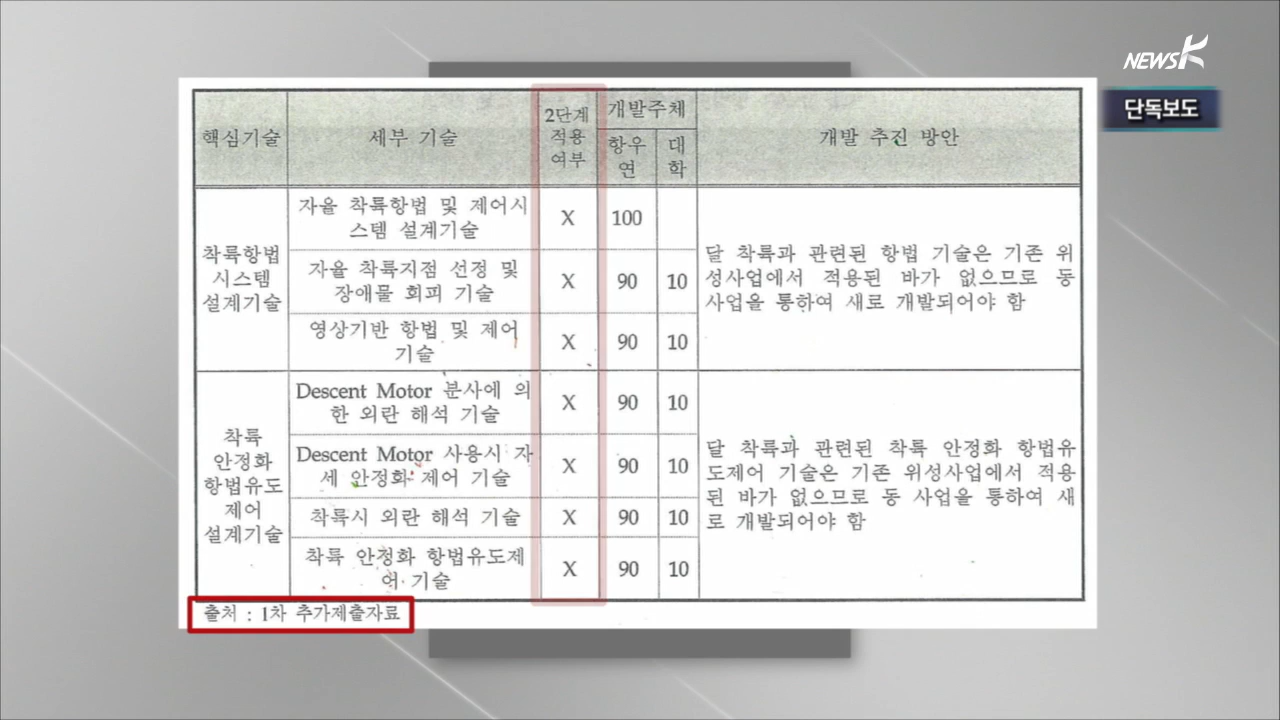 NEWS K
단독보도
핵심기술 세부 기술 2단계 적용 여부 개발주체 개발 추진 방안
항우연 대학
착륙항법
시스템
설계기술
자율 착륙항법 및 제어시
스템 설계기술
X 100
달 착륙과 관련된 항법 기술은 기존 위
성사업에서 적용된 바가 없으므로 동
사업을 통하여 새로 개발되어야 함
자율 착륙지점 선정 및
장애물 회피 기술
X 90 10
영상기반 항법 및 제어
기술
X 90 10
착륙
안정화
항법유도
제어
설계기술
Descent Motor 분사에 의
한 외란 해석 기술
X 90 10
달 착륙과 관련된 착륙 안정화 항법유
도제어 기술은 기존 위성사업에서 적용
된 바가 없으므로 동 사업을 통하여 새
로 개발되어야 함
Descent Motor 사용시 자
세 안정화 제어 기술
X 90 10
착륙시 외란 해석 기술 X 90 10
착륙 안정화 항법유도제
어 기술
X 90 10
출처 : 1차 추가제출자료